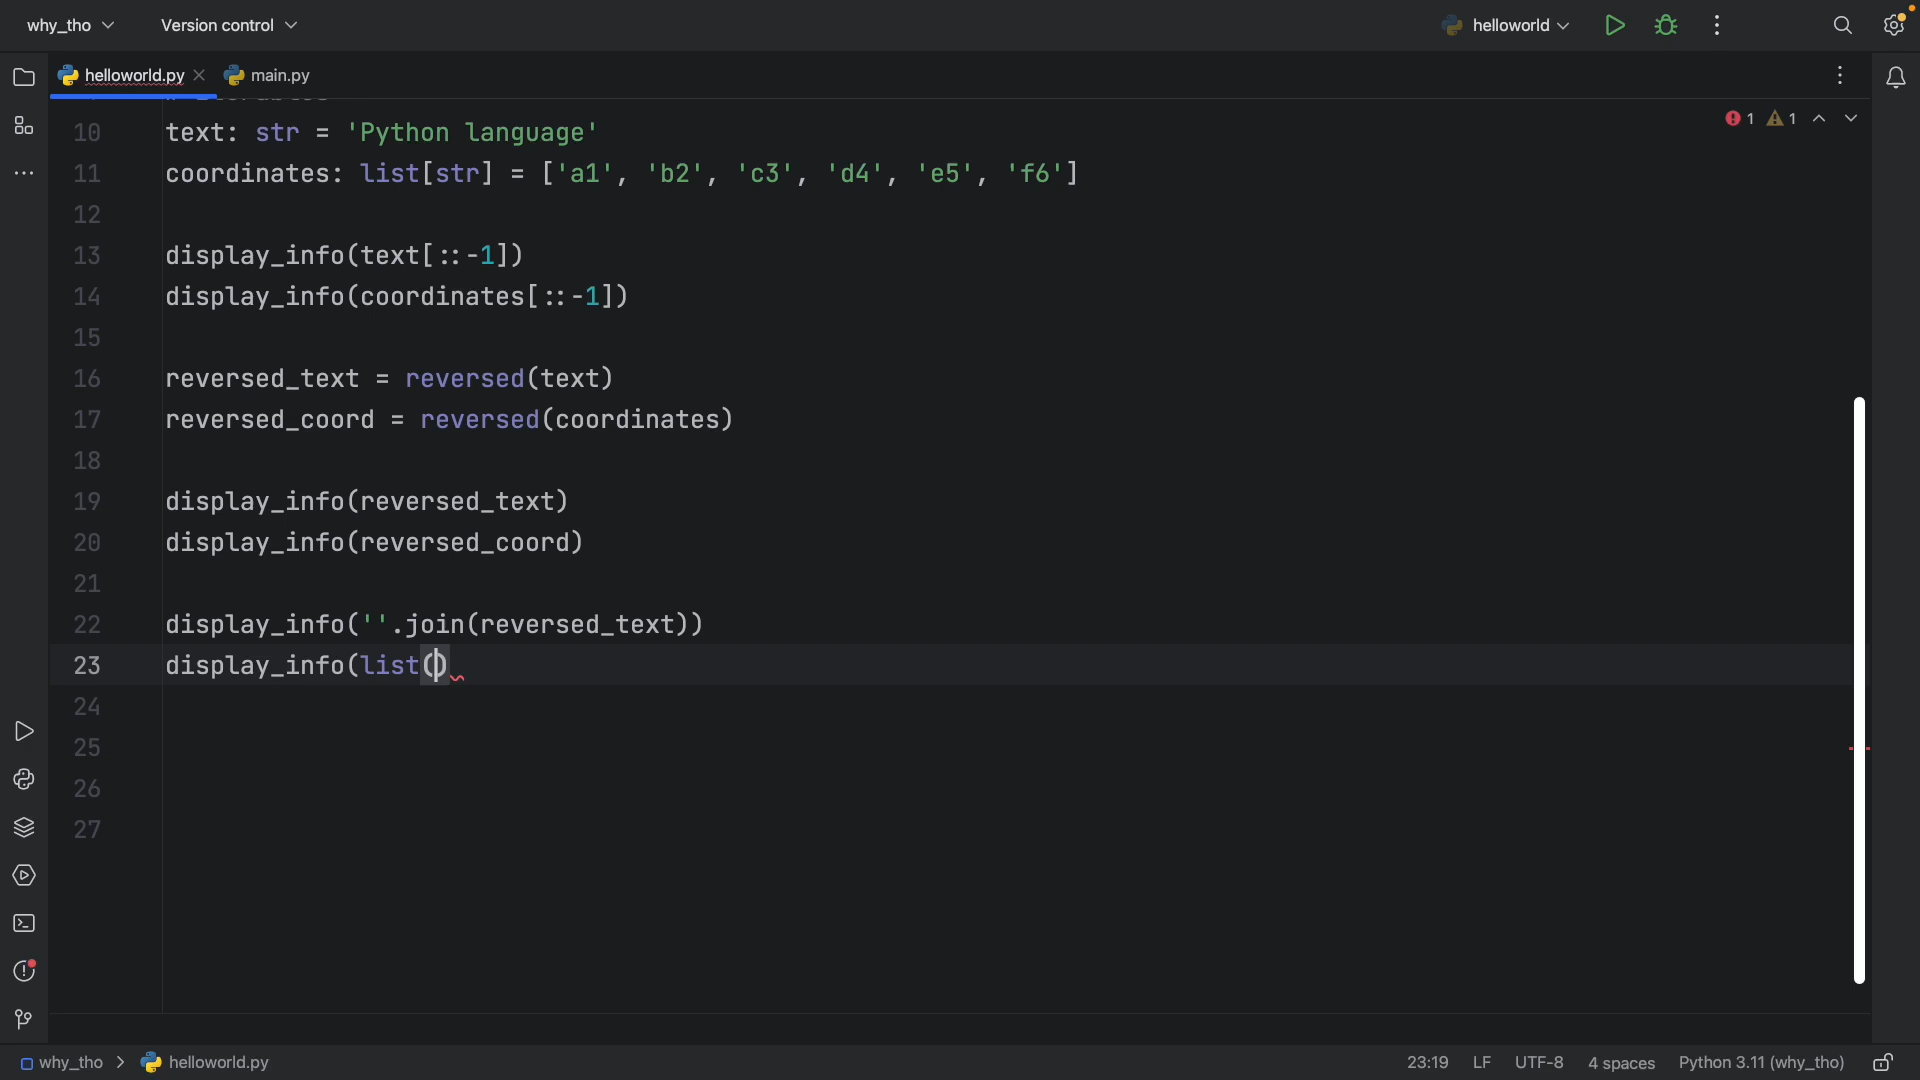 why_tho Version control helloworld
helloworld.py main.py
10 text: str = 'Python language' 1 1
11 coordinates: list[str] = ['a1', 'b2', 'c3', 'd4', 'e5', 'f6']
12
13 display_info(text[::-1])
14 display_info(coordinates[::-1])
15
16 reversed_text = reversed(text)
17 reversed_coord = reversed(coordinates)
18
19 display_info(reversed_text)
20 display_info(reversed_coord)
21
22 display_info(''.join(reversed_text))
23 display_info(list()
24
25
26
27
why_tho > helloworld.py 23:19 LF UTF-8 4 spaces Python 3.11 (why_tho)